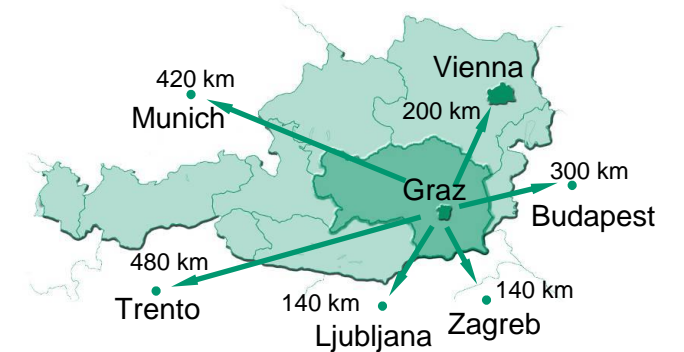 Vienna
420 km
Munich
200 km
Graz
300 km
Budapest
480 km
Trento
140 km
Ljubljana
140 km
Zagreb